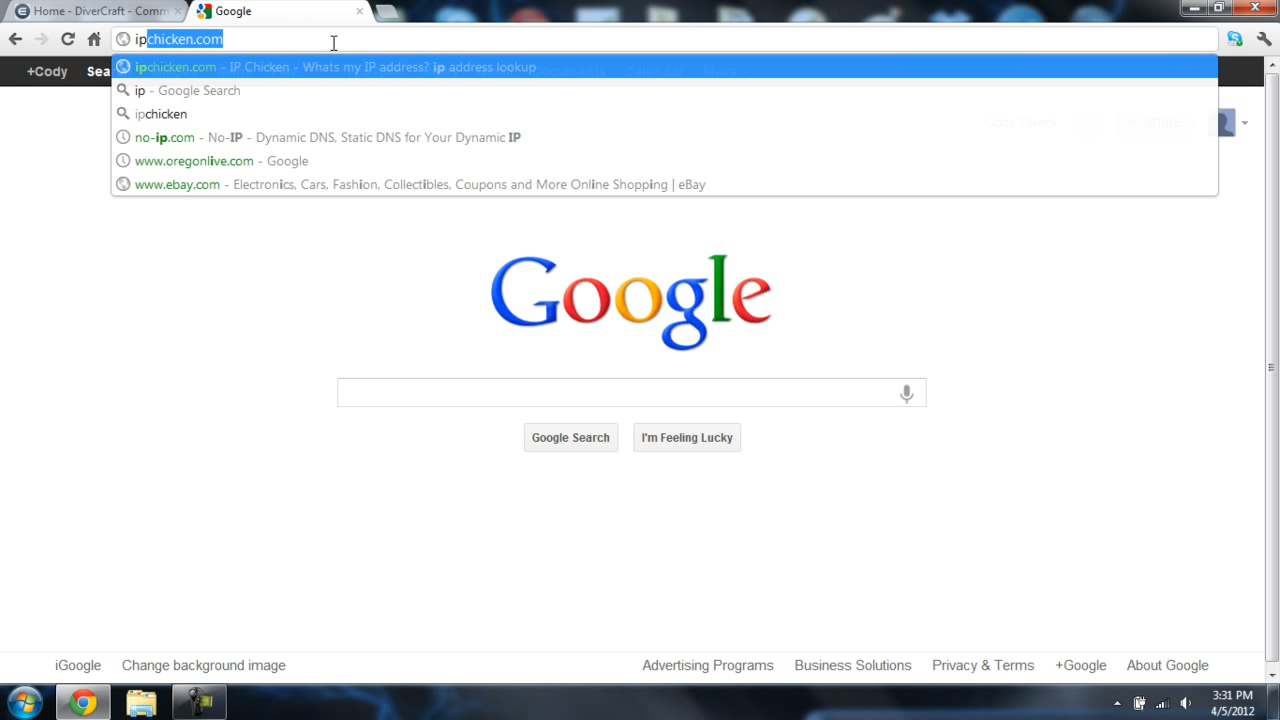 Home - DiverCraft - Comm
Google
ipchicken.com
+Cody Sea
ipchicken.com - IP Chicken - Whats my IP address? ip address lookup
ip - Google Search
ipchicken
no-ip.com - No-IP - Dynamic DNS, Static DNS for Your Dynamic IP
www.oregonlive.com - Google
www.ebay.com - Electronics, Cars, Fashion, Collectibles, Coupons and More Online Shopping | eBay
Google
Google Search I'm Feeling Lucky
iGoogle Change background image Advertising Programs Business Solutions Privacy & Terms +Google About Google
3:31 PM
4/5/2012